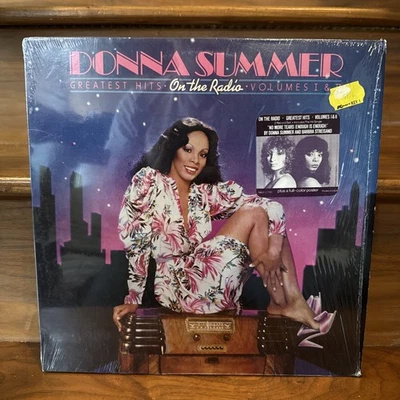 DONNA SUMMER
GREATEST HITS · On the Radio · VOLUMES I &
ON THE RADIO · GREATEST HITS · VOLUMES I & II
"NO MORE TEARS (ENOUGH IS ENOUGH)"
BY DONNA SUMMER AND BARBRA STREISAND
plus a full-color poster